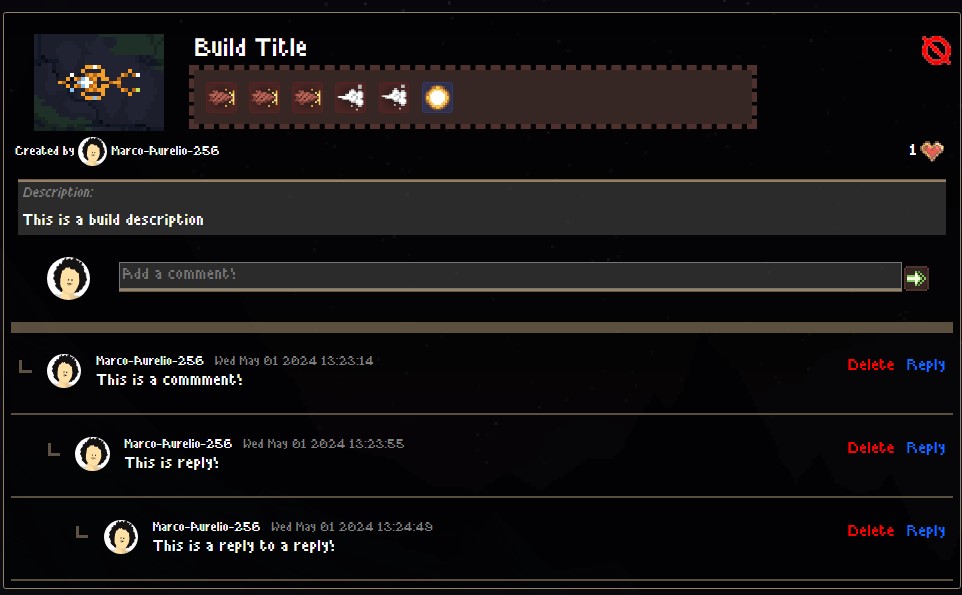 Build Title
Created by Marco-Aurelio-256
1
Description:
This is a build description
Add a comment!
Marco-Aurelio-256 Wed May 01 2024 13:23:14
This is a commment!
Delete Reply
Marco-Aurelio-256 Wed May 01 2024 13:23:55
This is reply!
Delete Reply
Marco-Aurelio-256 Wed May 01 2024 13:24:49
This is a reply to a reply!
Delete Reply